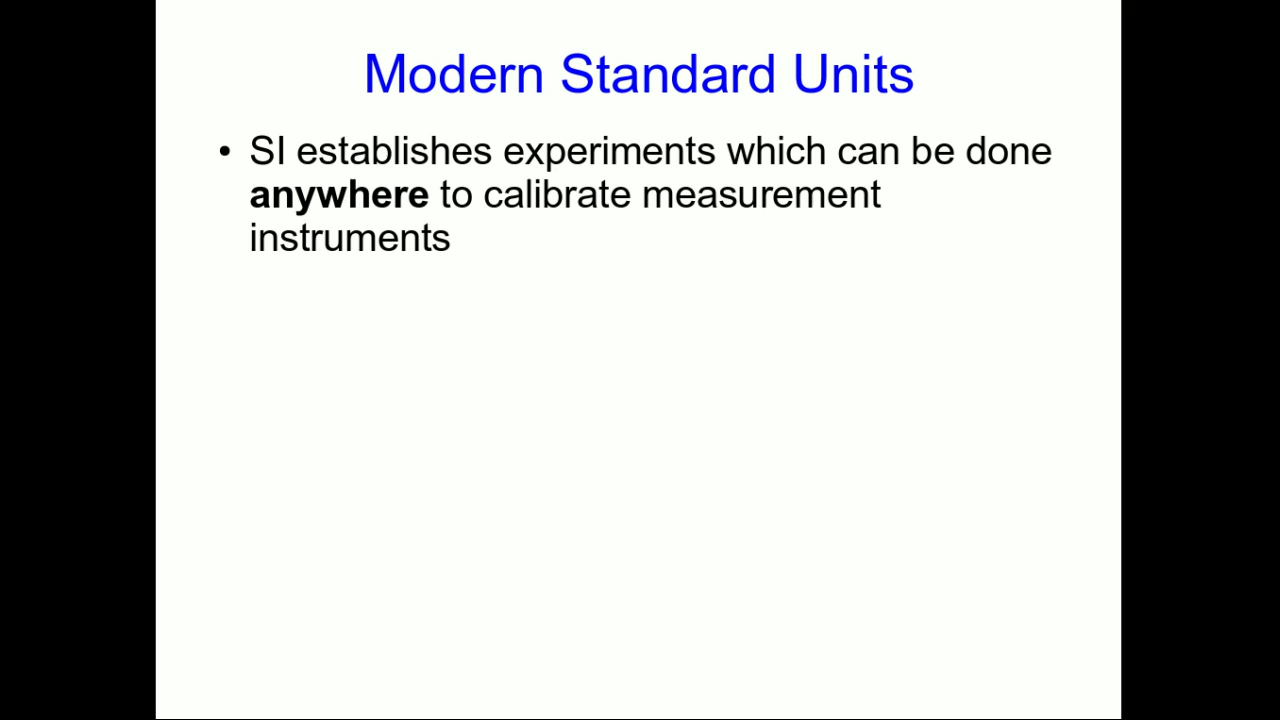 Modern Standard Units
• SI establishes experiments which can be done
anywhere to calibrate measurement
instruments